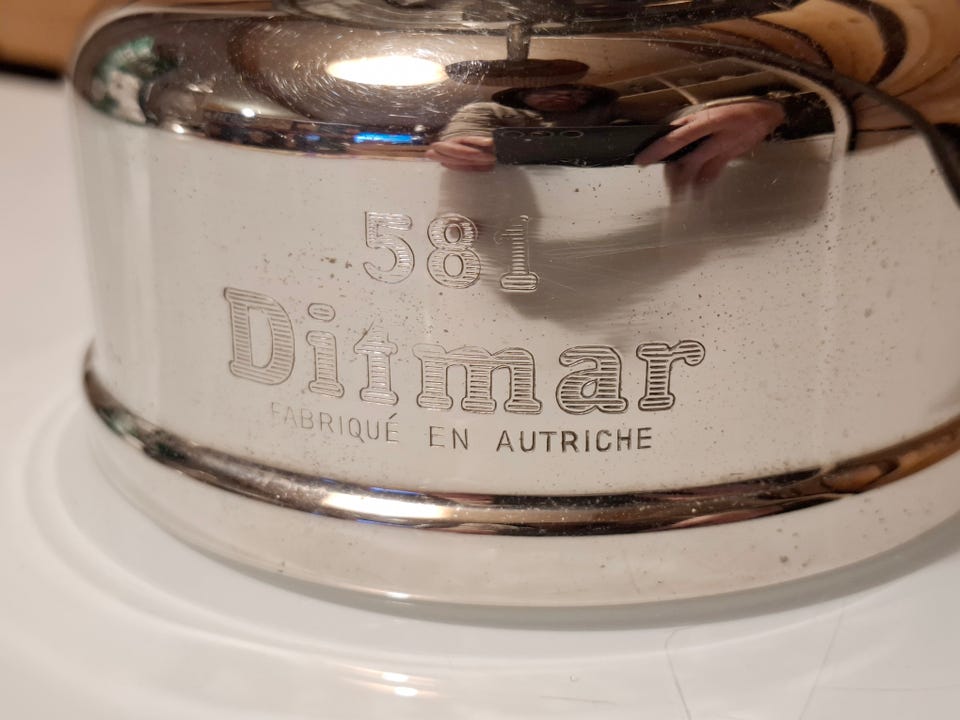 581
Ditmar
FABRIQUÉ EN AUTRICHE